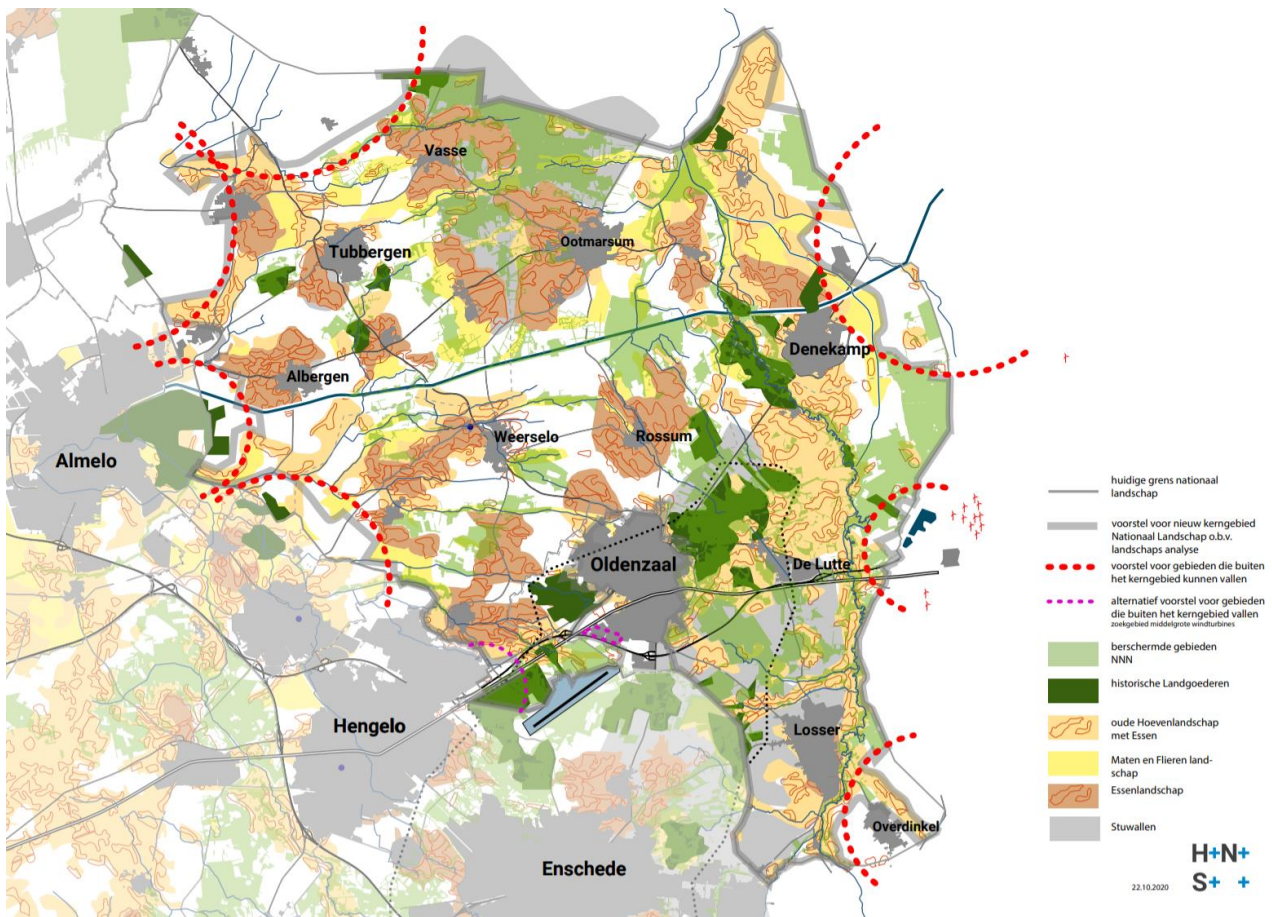 Vasse
Tubbergen
Ootmarsum
Denekamp
Albergen
Weerselo
Rossum
Almelo
Oldenzaal
De Lutte
Hengelo
Losser
Overdinkel
Enschede
huidige grens nationaal
landschap
voorstel voor nieuw kerngebied
Nationaal Landschap o.b.v.
landschaps analyse
voorstel voor gebieden die buiten
het kerngebied kunnen vallen
alternatief voorstel voor gebieden
die buiten het kerngebied vallen
zoekgebied middelgrote windturbines
berschermde gebieden
NNN
historische Landgoederen
oude Hoevenlandschap
met Essen
Maten en Flieren land-
schap
Essenlandschap
Stuwallen
22.10.2020
H+N+
S+ +